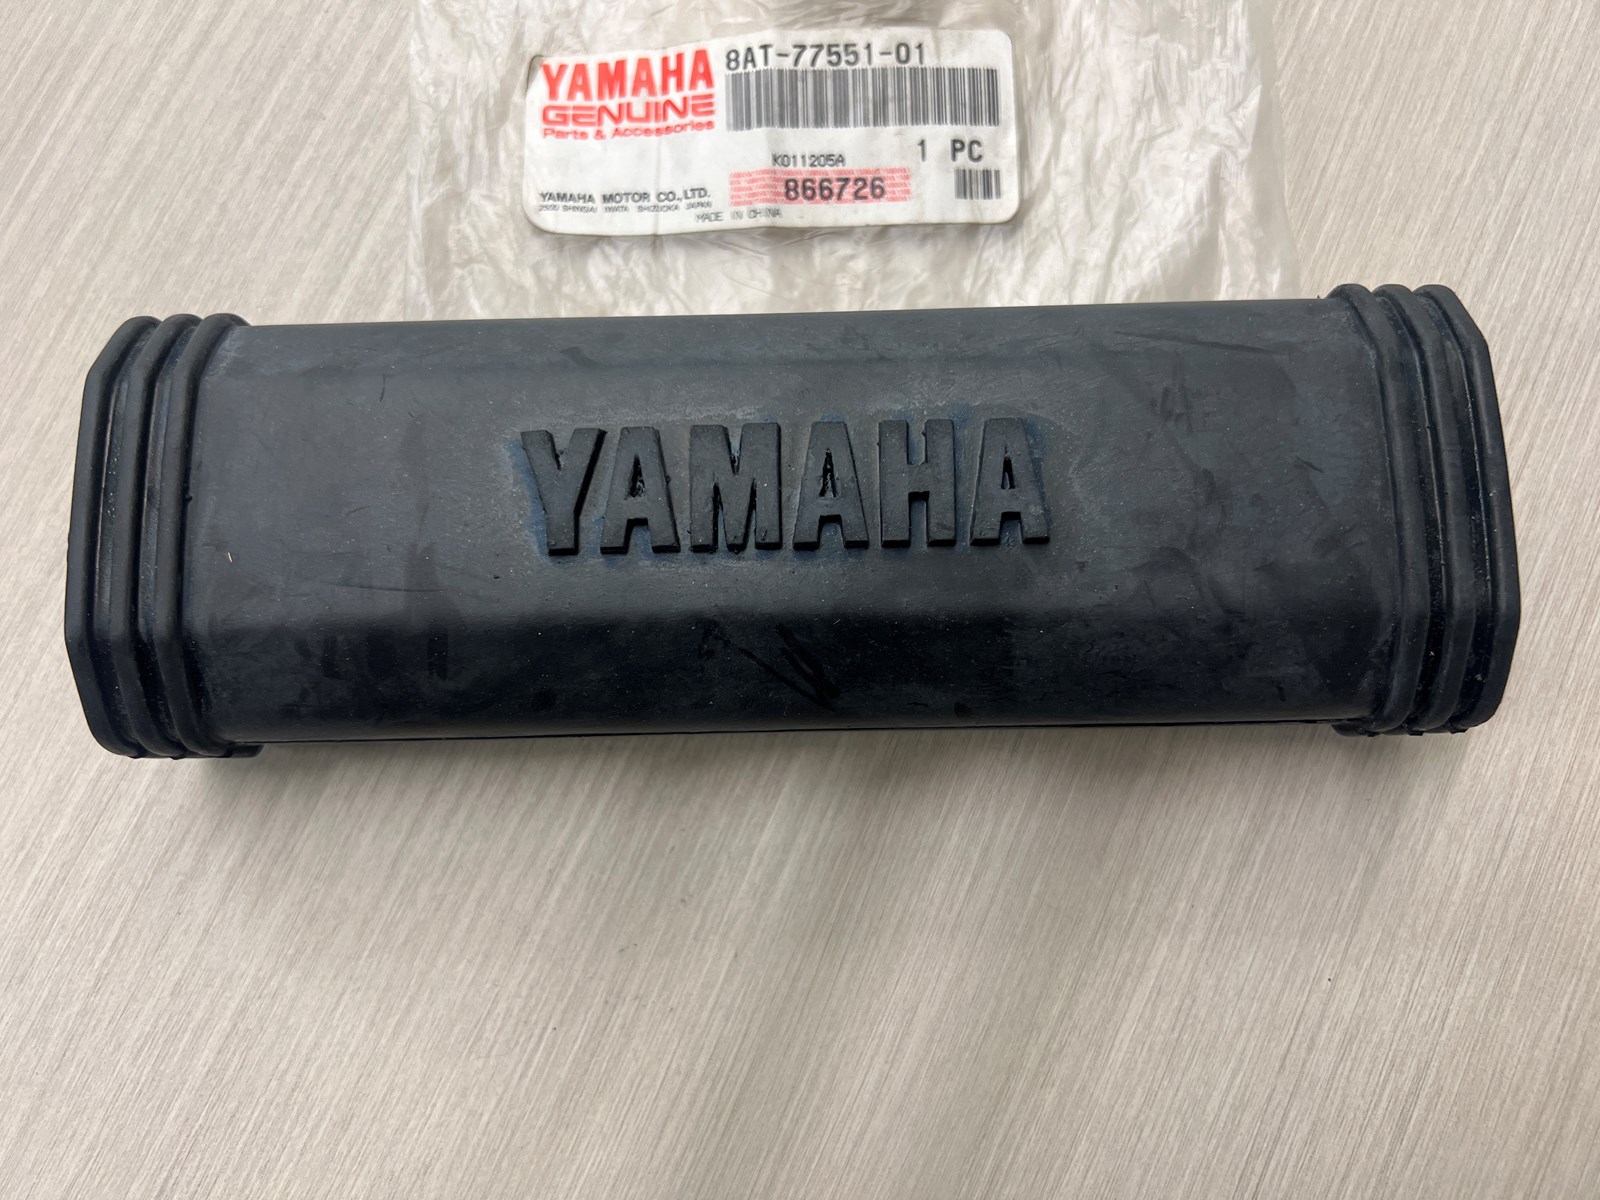 YAMAHA
GENUINE
Parts & Accessories
8AT-77551-01
K011205A
1 PC
866726
YAMAHA MOTOR CO.,LTD.
MADE IN CHINA
YAMAHA